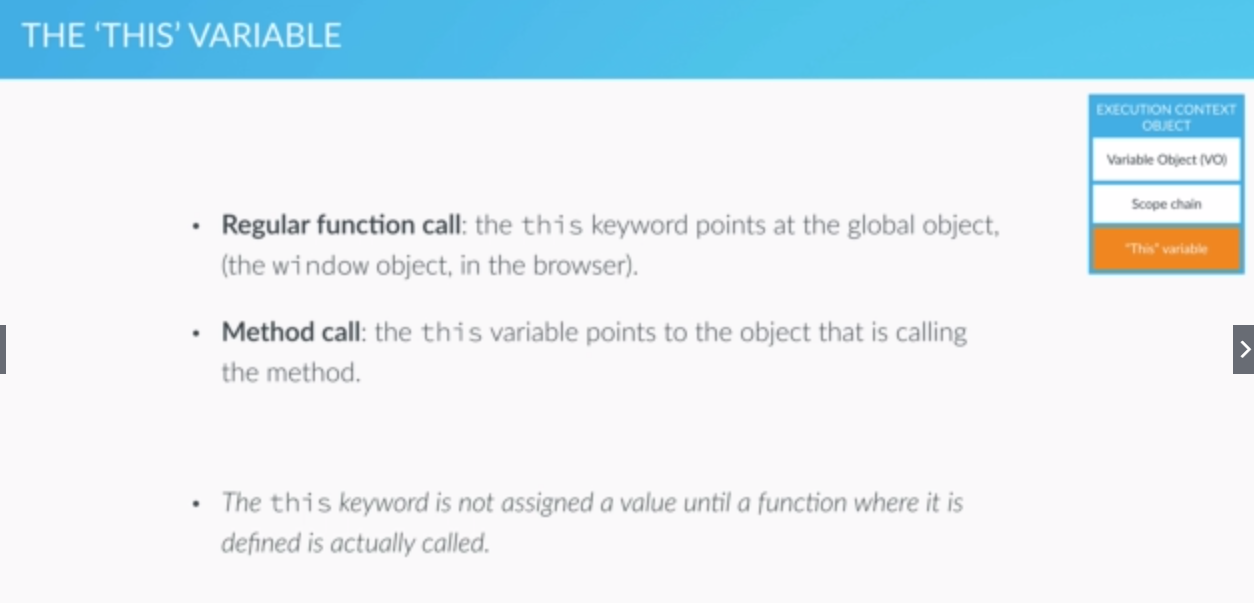 THE ‘THIS’ VARIABLE
EXECUTION CONTEXT
OBJECT
Variable Object (VO)
Scope chain
"This" variable
• Regular function call: the this keyword points at the global object,
(the window object, in the browser).
• Method call: the this variable points to the object that is calling
the method.
• The this keyword is not assigned a value until a function where it is
defined is actually called.